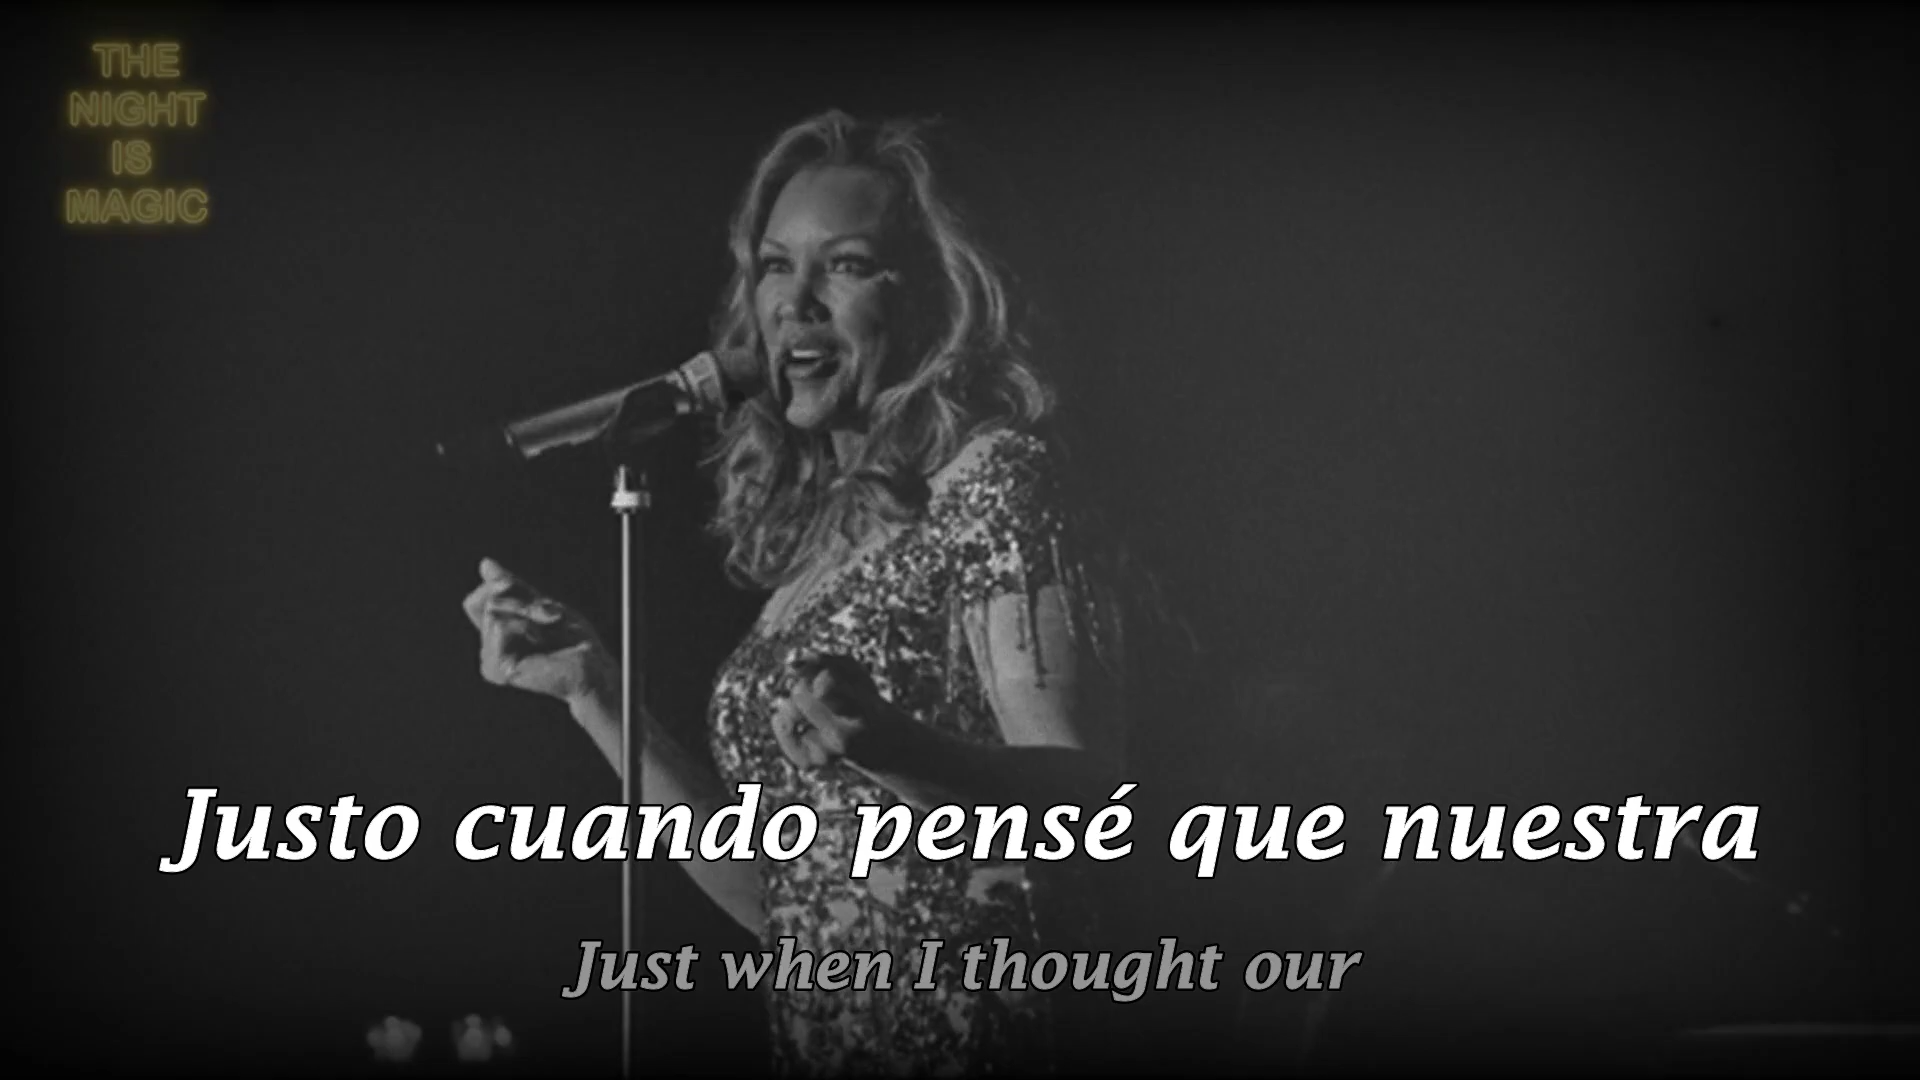 THE
NIGHT
IS
MAGIC
Justo cuando pensé que nuestra
Just when I thought our